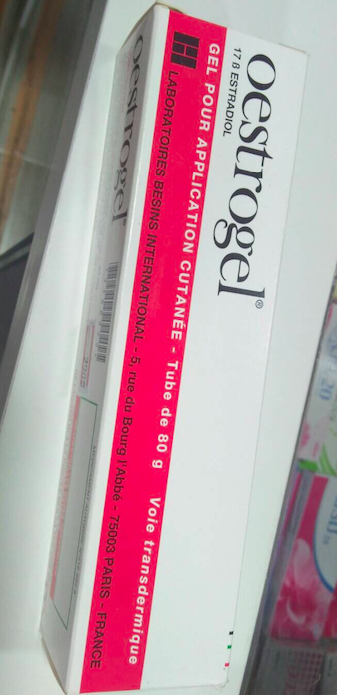 oestrogel®
17 ß ESTRADIOL
GEL POUR APPLICATION CUTANÉE - Tube de 80 g Voie transdermique
LABORATOIRES BESINS INTERNATIONAL - 5, rue du Bourg l'Abbé - 75003 PARIS - FRANCE
oestrogel